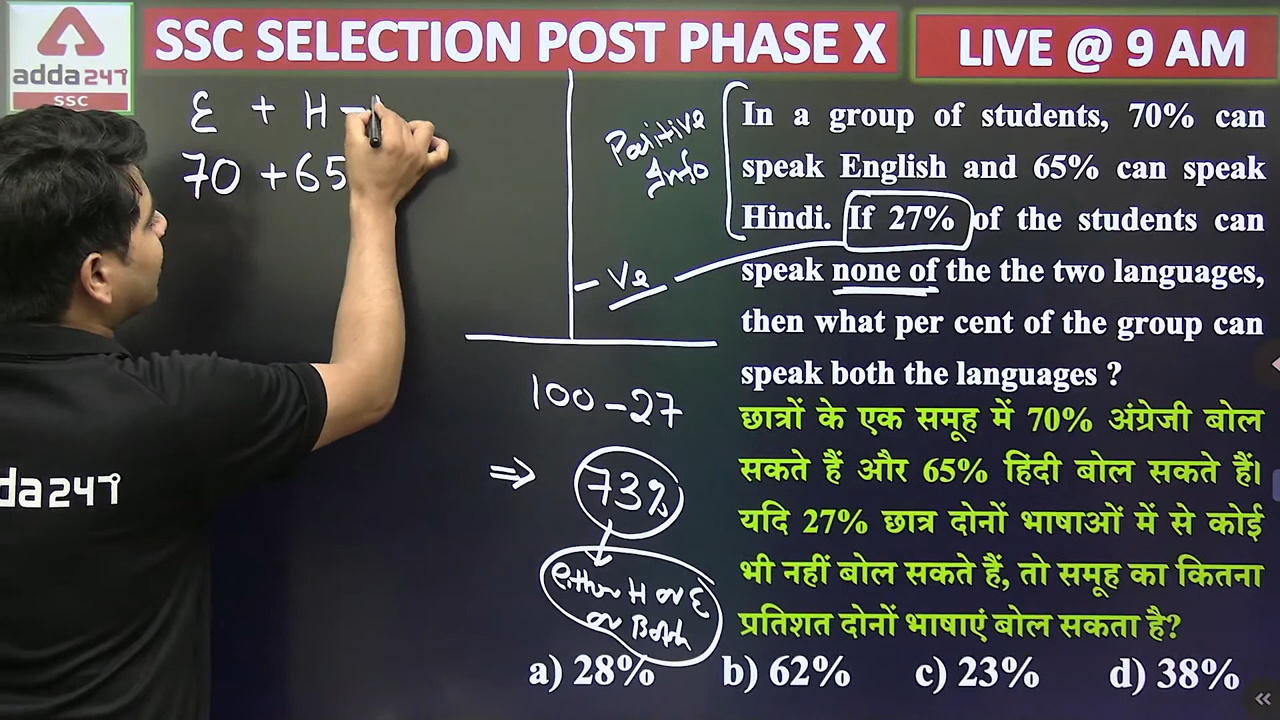 adda247
SSC
SSC SELECTION POST PHASE X
LIVE @ 9 AM
E + H -
70 + 65
Positive
Info
- Ve
100 - 27
⇒ 73%
either H or E
or Both
In a group of students, 70% can
speak English and 65% can speak
Hindi. If 27% of the students can
speak none of the the two languages,
then what per cent of the group can
speak both the languages ?
छात्रों के एक समूह में 70% अंग्रेजी बोल
सकते हैं और 65% हिंदी बोल सकते हैं।
यदि 27% छात्र दोनों भाषाओं में से कोई
भी नहीं बोल सकते हैं, तो समूह का कितना
प्रतिशत दोनों भाषाएं बोल सकता है?
a) 28% b) 62% c) 23% d) 38%
da247